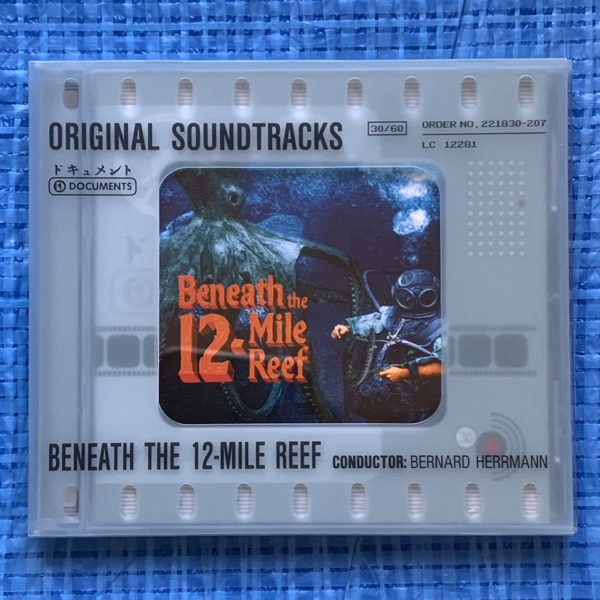 ORIGINAL SOUNDTRACKS
30/60
ORDER NO. 221830-207
LC 12281
ドキュメント
DOCUMENTS
Beneath the
12-Mile
Reef
30
BENEATH THE 12-MILE REEF CONDUCTOR: BERNARD HERRMANN